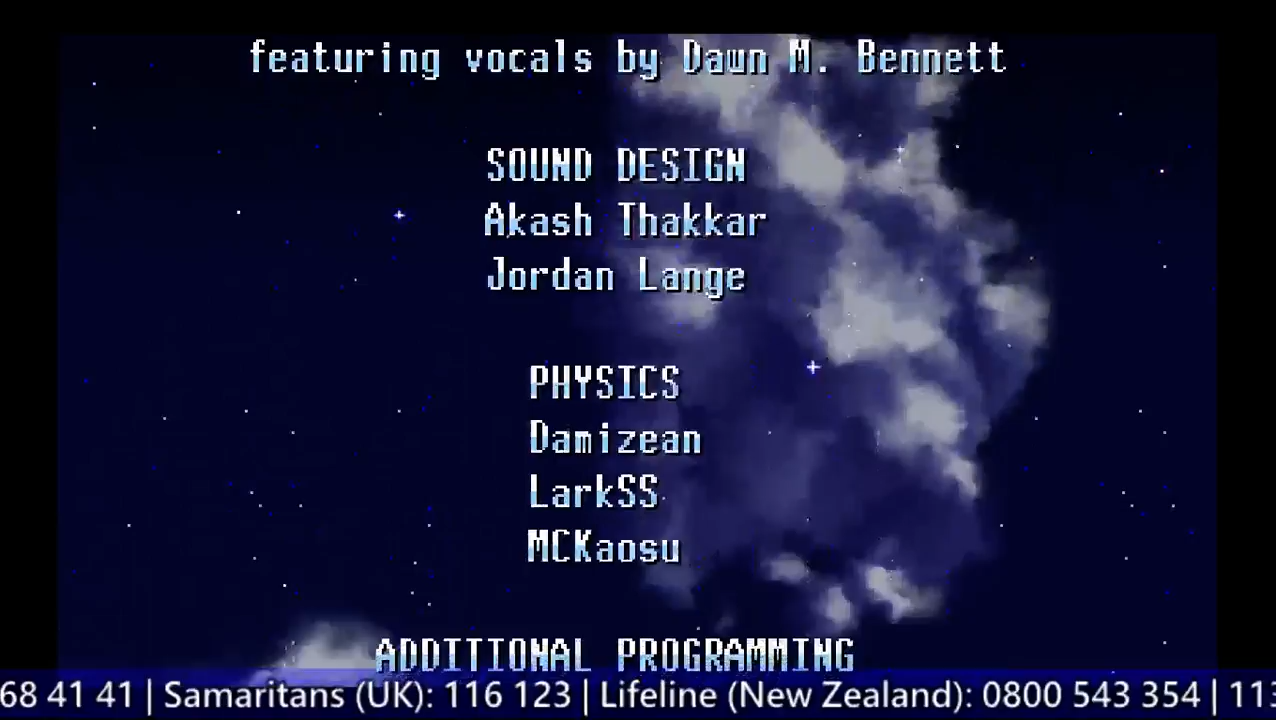 featuring vocals by Dawn M. Bennett
SOUND DESIGN
Akash Thakkar
Jordan Lange
PHYSICS
Damizean
LarkSS
MCKaosu
ADDITIONAL PROGRAMMING
68 41 41 | Samaritans (UK): 116 123 | Lifeline (New Zealand): 0800 543 354 | 113